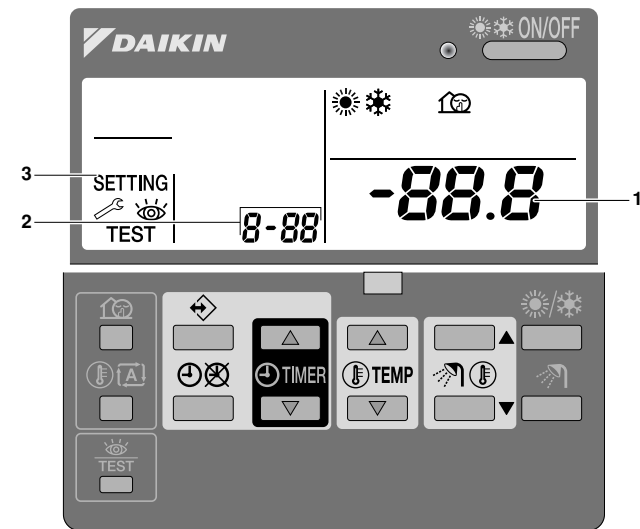 DAIKIN
ON/OFF
3
SETTING
-88.8
1
2
8-88
TEST
A
TIMER
TEMP
TEST